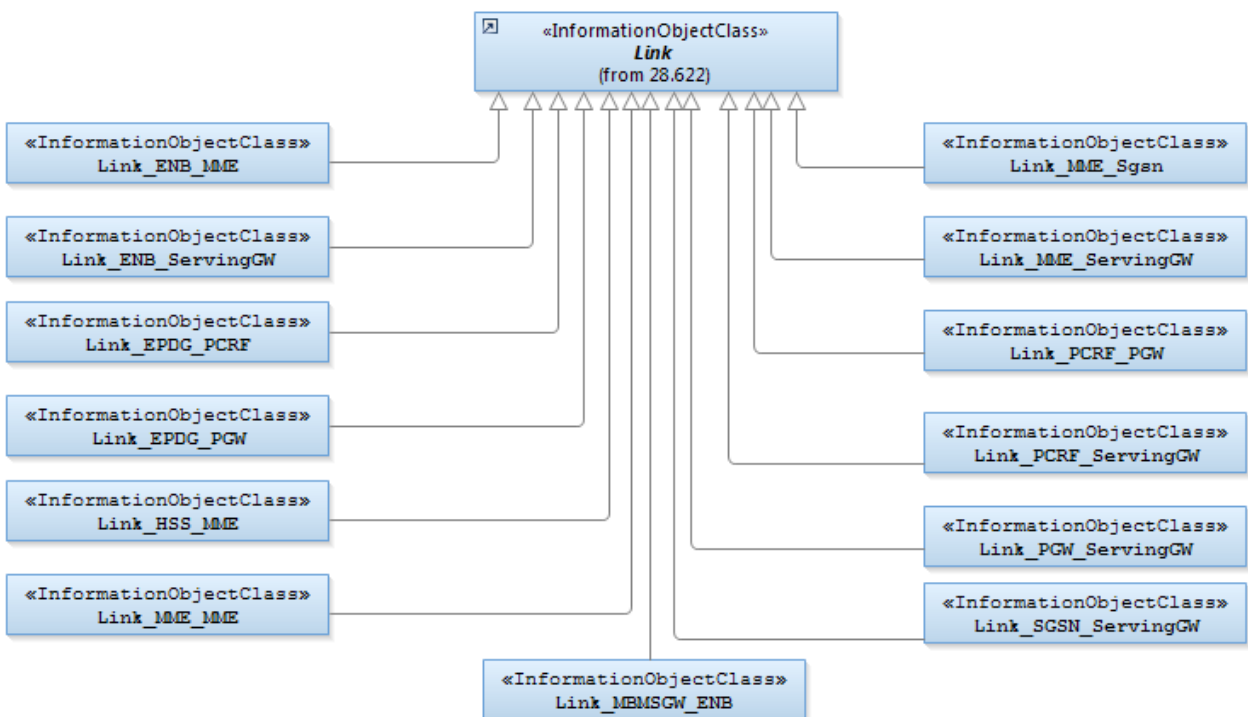 «InformationObjectClass»
Link
(from 28.622)
«InformationObjectClass»
Link_ENB_MME
«InformationObjectClass»
Link_ENB_ServingGW
«InformationObjectClass»
Link_EPDG_PCRF
«InformationObjectClass»
Link_EPDG_PGW
«InformationObjectClass»
Link_HSS_MME
«InformationObjectClass»
Link_MME_MME
«InformationObjectClass»
Link_MBMSGW_ENB
«InformationObjectClass»
Link_MME_Sgsn
«InformationObjectClass»
Link_MME_ServingGW
«InformationObjectClass»
Link_PCRF_PGW
«InformationObjectClass»
Link_PCRF_ServingGW
«InformationObjectClass»
Link_PGW_ServingGW
«InformationObjectClass»
Link_SGSN_ServingGW